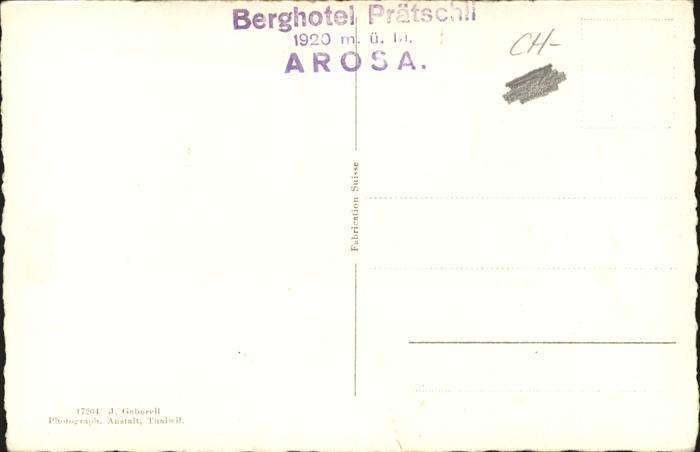 Berghotel Prätschli
1920 m. ü. M.
AROSA.
CH-
Fabrication Suisse
17204 J. Gaberell
Photograph. Anstalt, Thalwil.